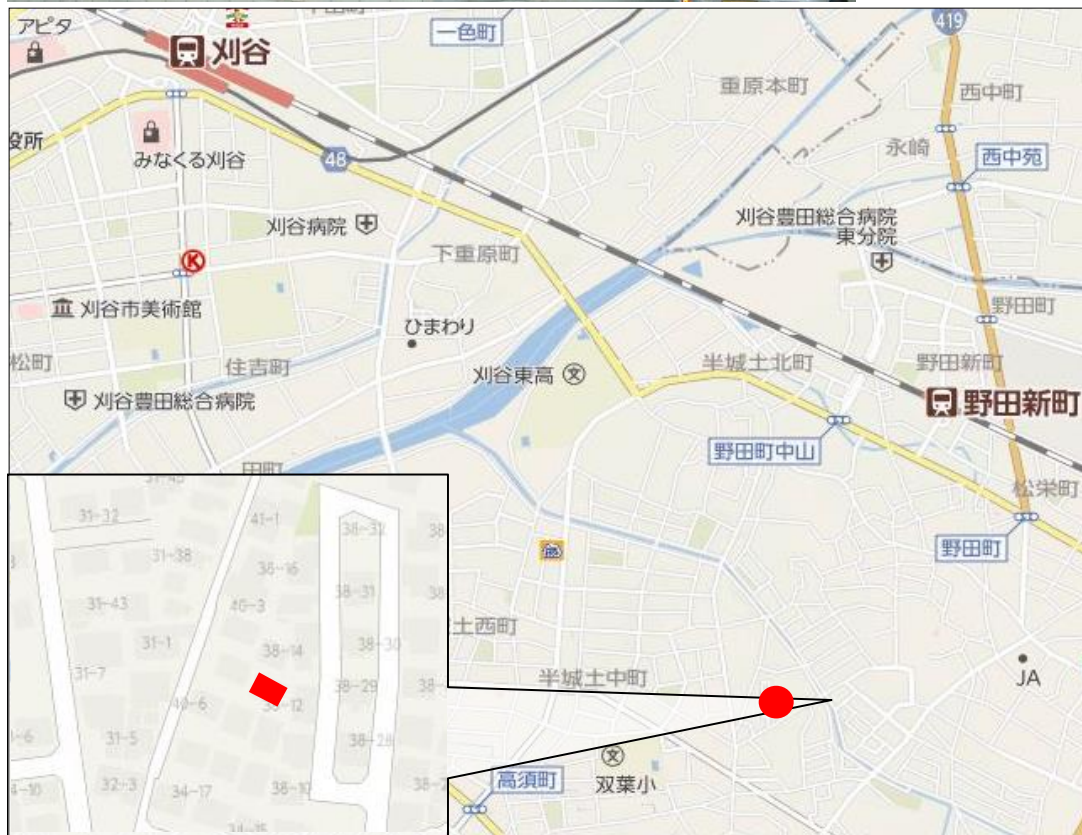 アピタ
一色町
419
刈谷
重原本町
西中町
役所
みなくる刈谷
48
永崎
西中苑
刈谷病院
刈谷豊田総合病院
東分院
下重原町
K
刈谷市美術館
ひまわり
野田町
松町
住吉町
半城土北町
野田新町
刈谷東高
文
刈谷豊田総合病院
野田新町
野田町中山
田町
松栄町
31-32
41-1
38-32
野田町
31-38
38-16
31-43
40-3
38-31
土西町
31-1
38-14
38-30
31-7
38-29
半城土中町
JA
40-6
31-5
38-28
文
双葉小
高須町
32-3
34-17
38-10